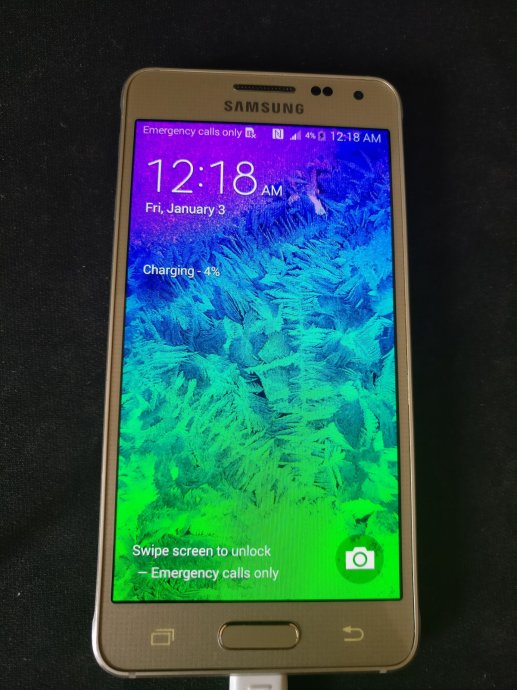 SAMSUNG
Emergency calls only 4% 12:18 AM
12:18 AM
Fri, January 3
Charging - 4%
Swipe screen to unlock
— Emergency calls only